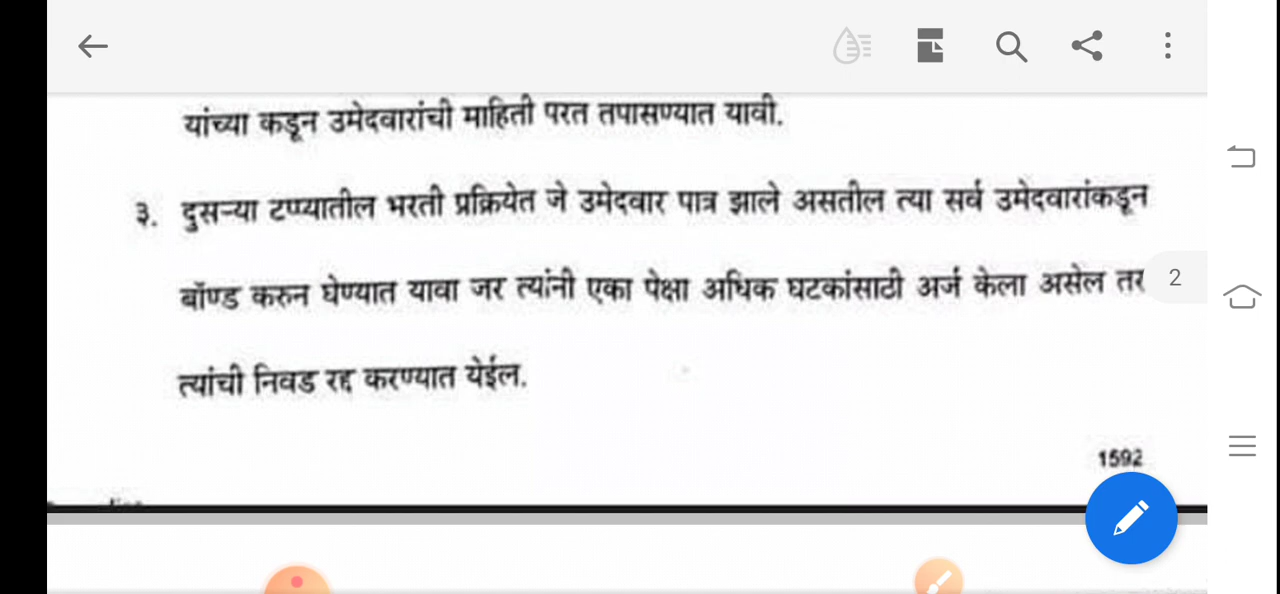 यांच्या कडून उमेदवारांची माहिती परत तपासण्यात यावी.
३. दुसऱ्या टप्प्यातील भरती प्रक्रियेत जे उमेदवार पात्र झाले असतील त्या सर्व उमेदवारांकडून
बॉण्ड करुन घेण्यात यावा जर त्यांनी एका पेक्षा अधिक घटकांसाठी अर्ज केला असेल तर
2
त्यांची निवड रद्द करण्यात येईल.
1592